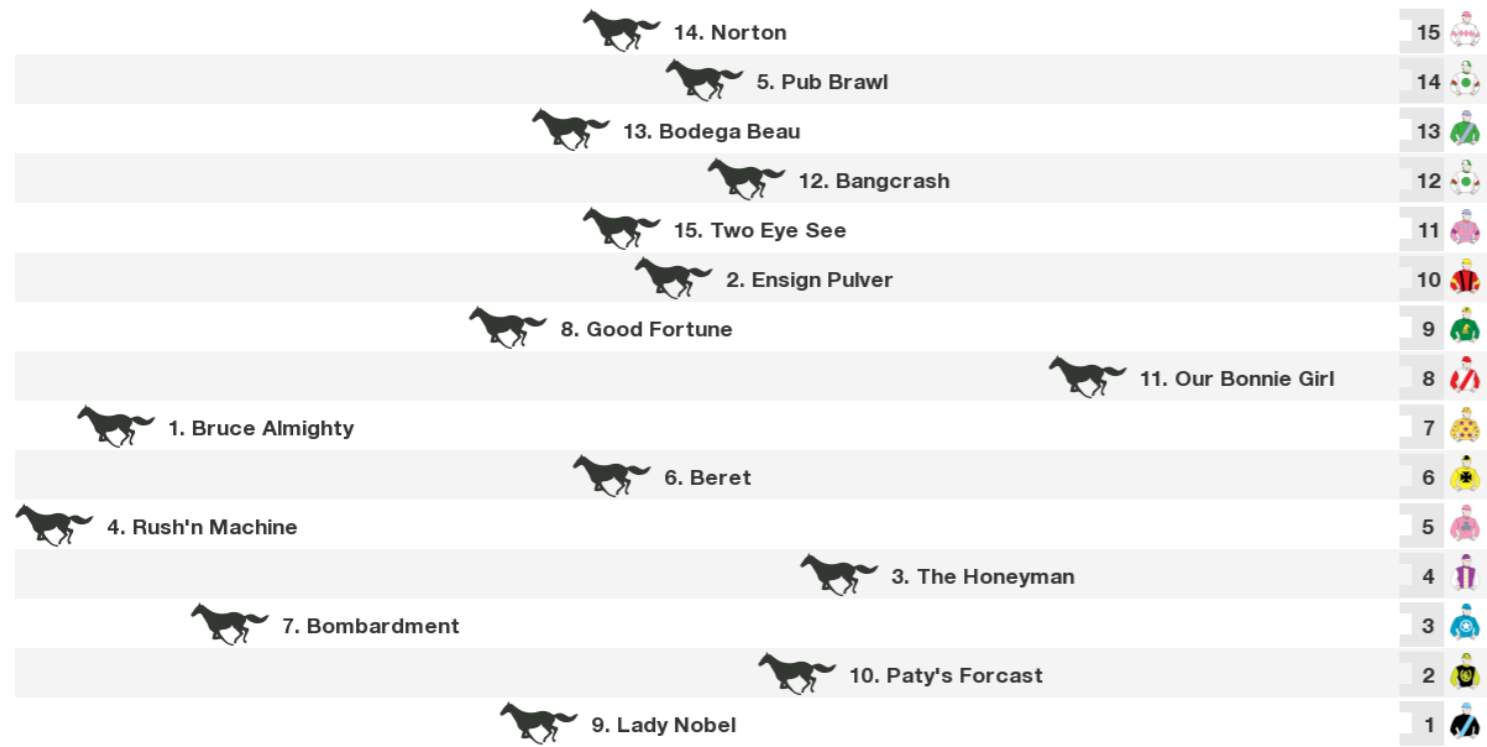 14. Norton 15
5. Pub Brawl 14
13. Bodega Beau 13
12. Bangcrash 12
15. Two Eye See 11
2. Ensign Pulver 10
8. Good Fortune 9
11. Our Bonnie Girl 8
1. Bruce Almighty 7
6. Beret 6
4. Rush'n Machine 5
3. The Honeyman 4
7. Bombardment 3
10. Paty's Forcast 2
9. Lady Nobel 1